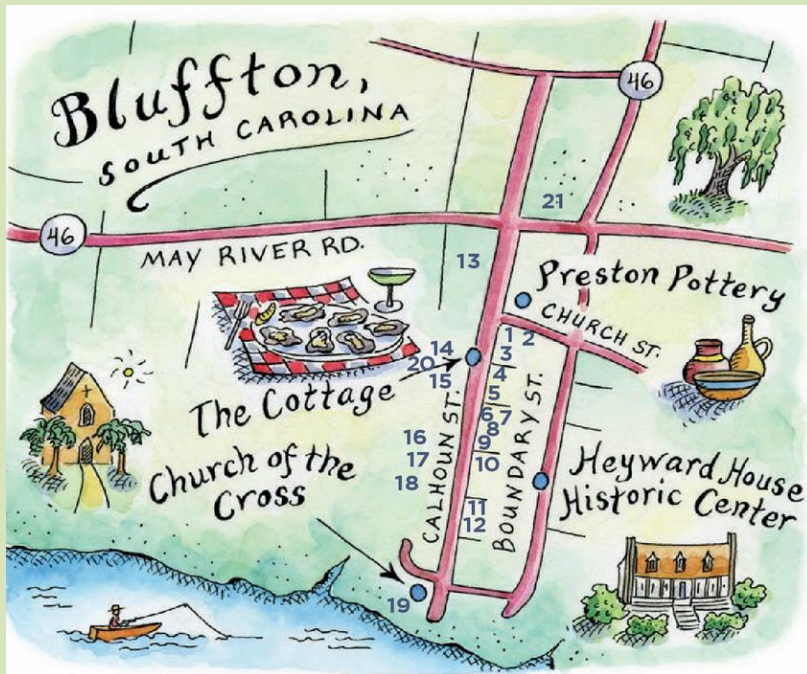 Bluffton,
SOUTH CAROLINA
46
46
MAY RIVER RD.
21
13
Preston Pottery
CHURCH ST.
1 2
3
14
20
15
4
5
The Cottage
6 7
8
9
10
16
17
18
CALHOUN ST.
BOUNDARY ST.
Church of the
Cross
Heyward House
Historic Center
11
12
19